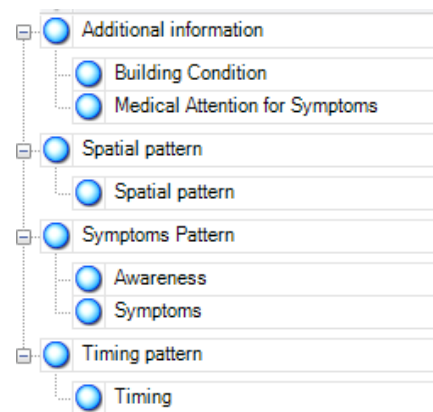 Additional information
Building Condition
Medical Attention for Symptoms
Spatial pattern
Spatial pattern
Symptoms Pattern
Awareness
Symptoms
Timing pattern
Timing